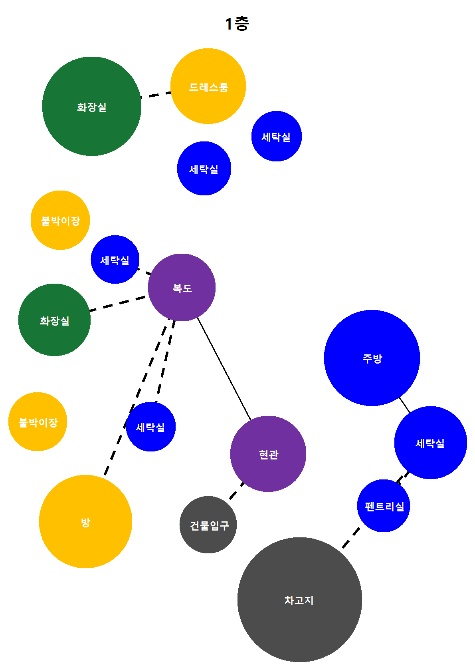 1층
드레스룸
화장실
세탁실
세탁실
붙박이장
세탁실
복도
화장실
주방
붙박이장
세탁실
세탁실
현관
펜트리실
방
건물입구
차고지